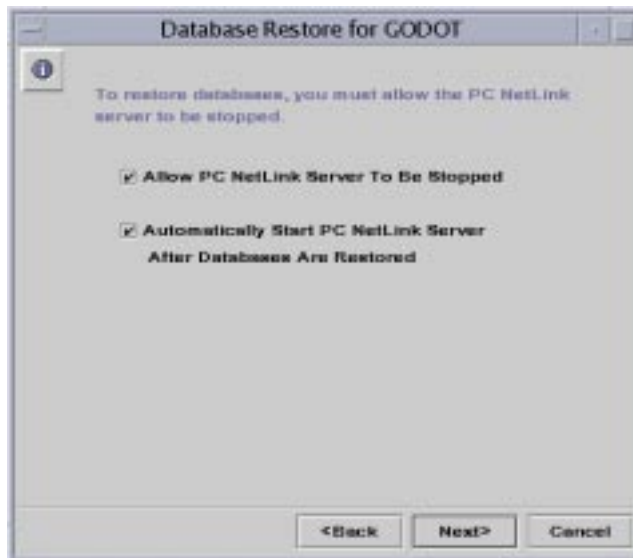 Database Restore for GODOT
To restore databases, you must allow the PC NetLink
server to be stopped.
Allow PC NetLink Server To Be Stopped
Automatically Start PC NetLink Server
After Databases Are Restored
<Back
Next>
Cancel